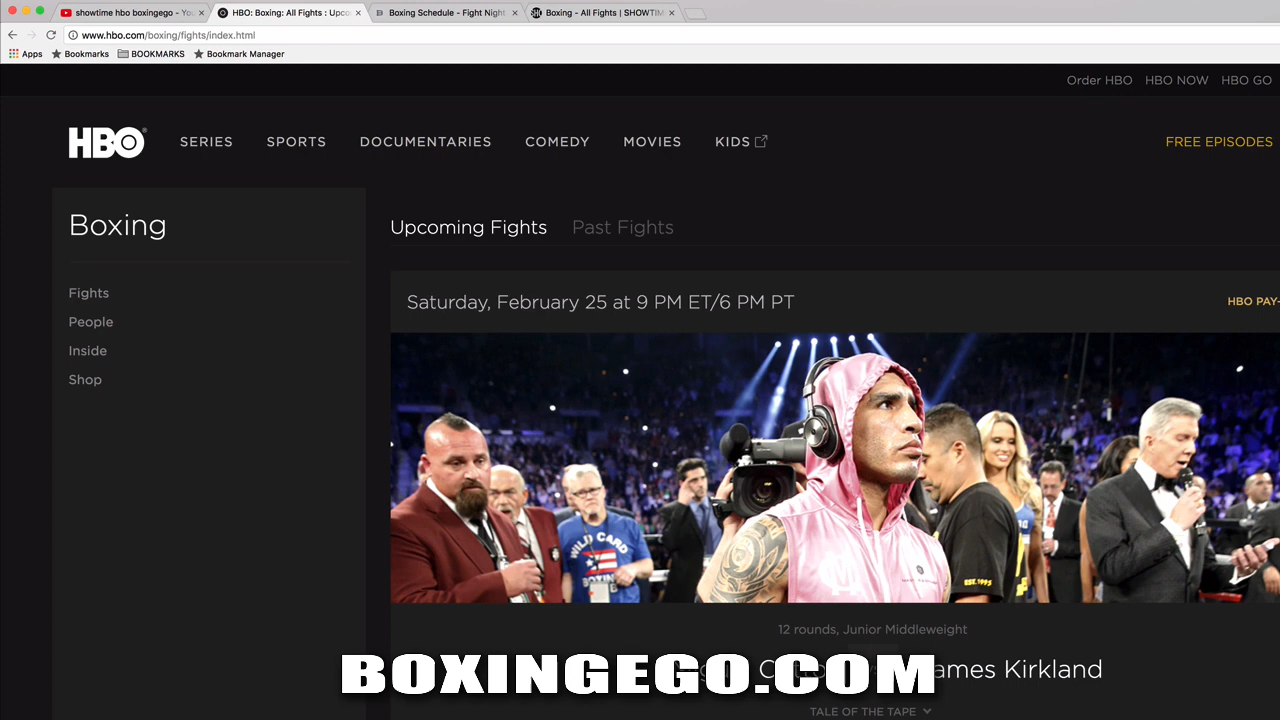 showtime hbo boxingego - You
HBO: Boxing: All Fights : Upco
Boxing Schedule - Fight Night
SHO Boxing - All Fights | SHOWTIM
www.hbo.com/boxing/fights/index.html
Apps Bookmarks BOOKMARKS Bookmark Manager
Order HBO HBO NOW HBO GO
HBO SERIES SPORTS DOCUMENTARIES COMEDY MOVIES KIDS FREE EPISODES
Boxing
Fights
People
Inside
Shop
Upcoming Fights Past Fights
Saturday, February 25 at 9 PM ET/6 PM PT HBO PAY-
WILD CARD
BOXING
EST.1995
12 rounds, Junior Middleweight
ames Kirkland
BOXINGEGO.COM
TALE OF THE TAPE